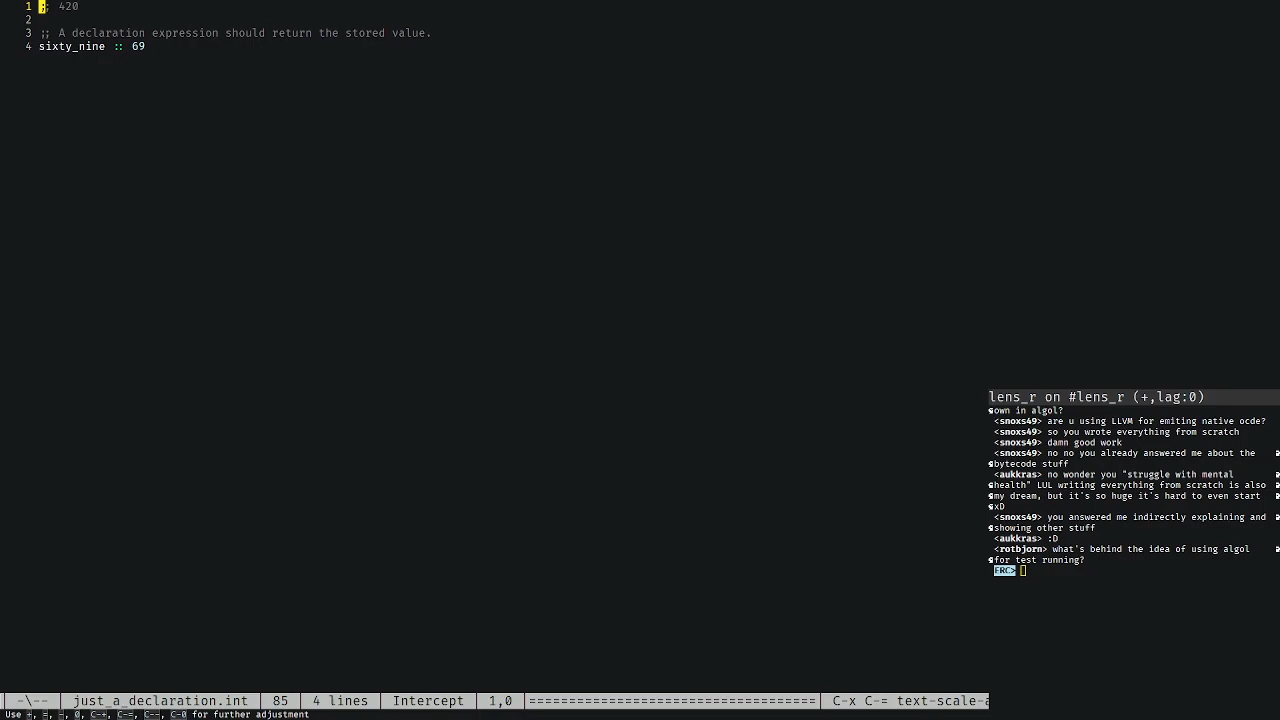 1 ;; 420
2
3 ;; A declaration expression should return the stored value.
4 sixty_nine :: 69
lens_r on #lens_r (+,lag:0)
own in algol?
<snoxs49> are u using LLVM for emiting native ocde?
<snoxs49> so you wrote everything from scratch
<snoxs49> damn good work
<snoxs49> no no you already answered me about the
bytecode stuff
<aukkras> no wonder you "struggle with mental
health" LUL writing everything from scratch is also
my dream, but it's so huge it's hard to even start
xD
<snoxs49> you answered me indirectly explaining and
showing other stuff
<aukkras> :D
<rotbjorn> what's behind the idea of using algol
for test running?
ERC>
-\-- just_a_declaration.int 85 4 lines Intercept 1,0 ================================ C-x C-= text-scale-a
Use +, =, -, 0, C-+, C-=, C--, C-0 for further adjustment